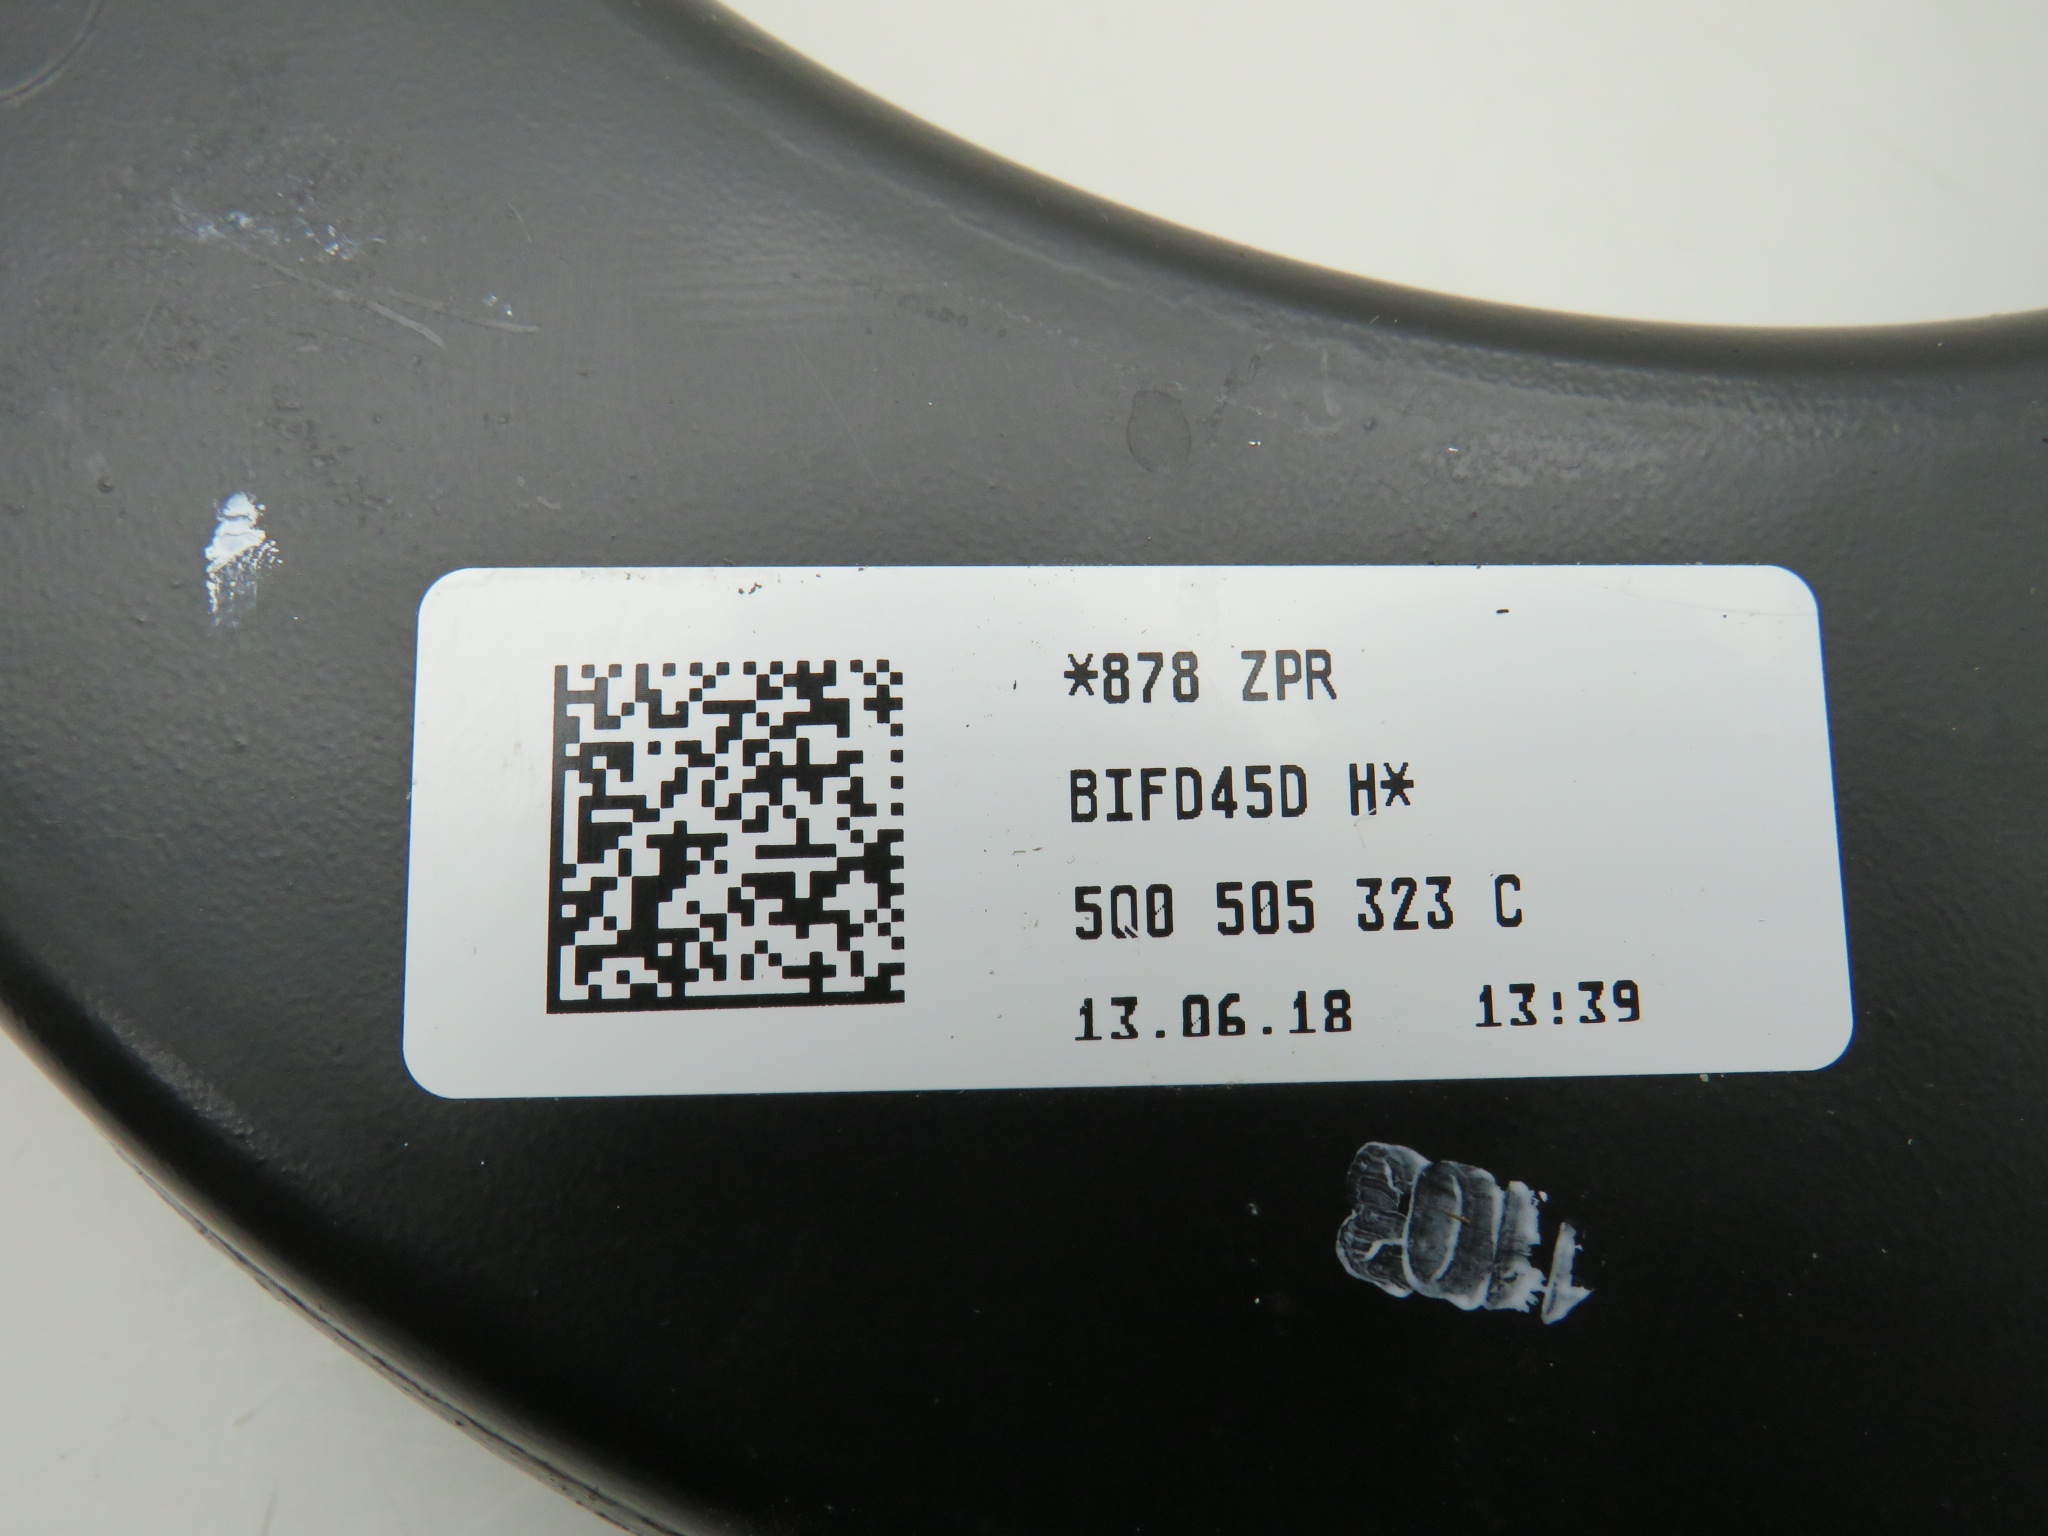 *878 ZPR
BIFD45D H*
5Q0 505 323 C
13.06.18 13:39